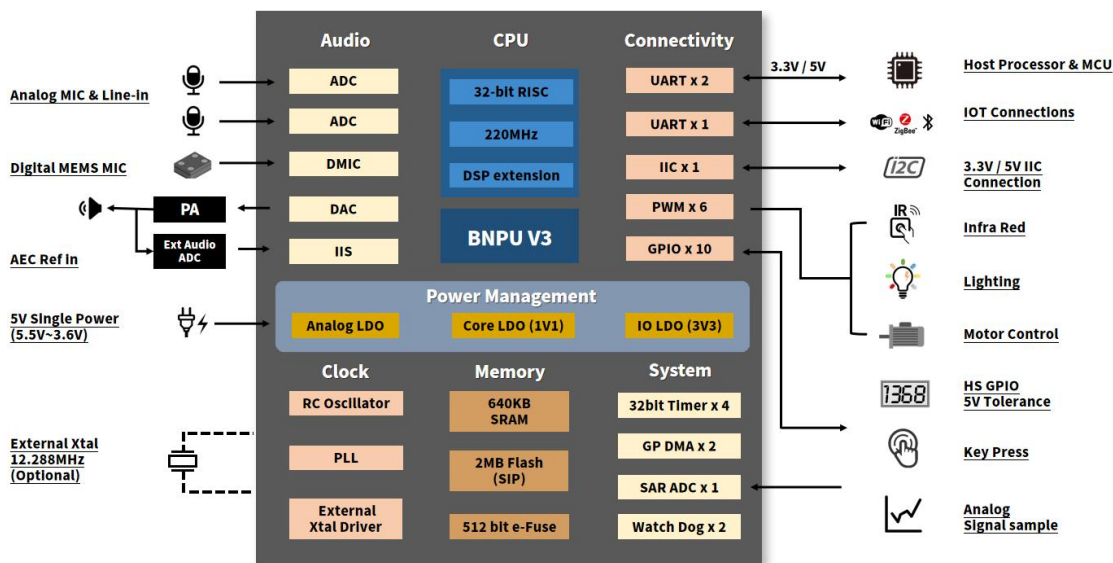 Audio
CPU
Connectivity
Analog MIC & Line-in
Digital MEMS MIC
PA
Ext Audio
ADC
AEC Ref in
5V Single Power
(5.5V~3.6V)
External Xtal
12.288MHz
(Optional)
ADC
ADC
DMIC
DAC
IIS
32-bit RISC
220MHz
DSP extension
BNPU V3
UART x 2
UART x 1
IIC x 1
PWM x 6
GPIO x 10
Power Management
Analog LDO
Core LDO (1V1)
IO LDO (3V3)
Clock
Memory
System
RC Oscillator
PLL
External
Xtal Driver
640KB
SRAM
2MB Flash
(SIP)
512 bit e-Fuse
32bit Timer x 4
GP DMA x 2
SAR ADC x 1
Watch Dog x 2
3.3V / 5V
Host Processor & MCU
WiFi
ZigBee
IOT Connections
I2C
3.3V / 5V IIC
Connection
IR
Infra Red
Lighting
Motor Control
1368
HS GPIO
5V Tolerance
Key Press
Analog
Signal sample